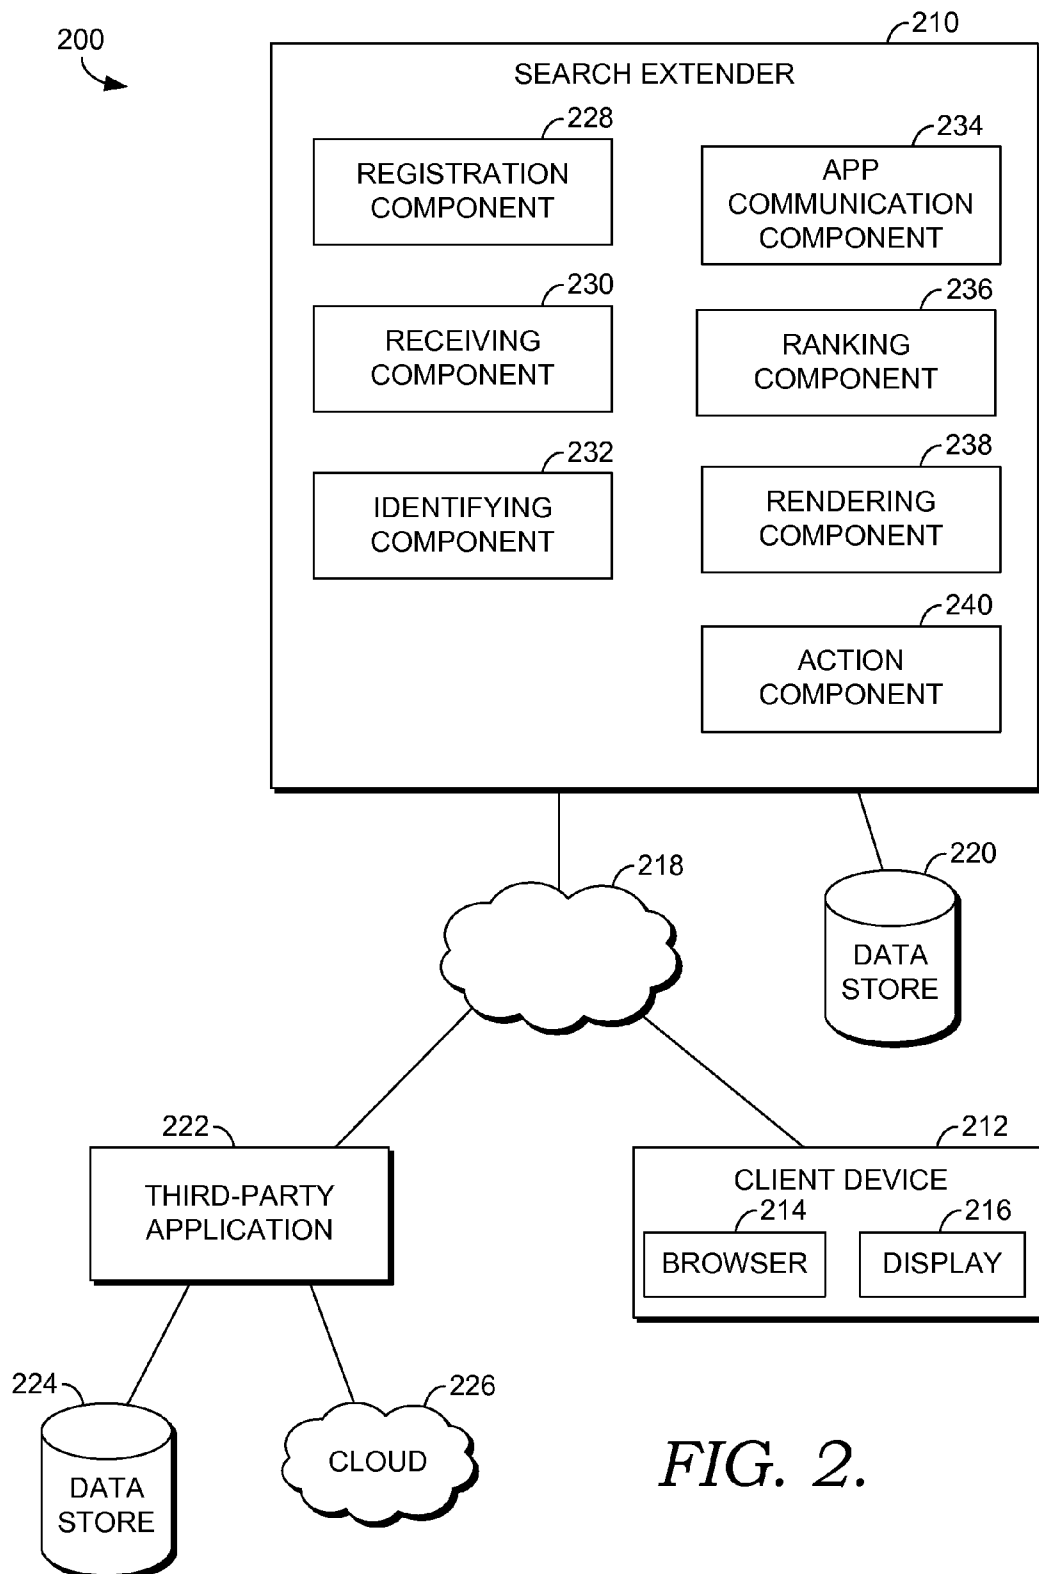 200
210
SEARCH EXTENDER
228
REGISTRATION
COMPONENT
234
APP
COMMUNICATION
COMPONENT
230
RECEIVING
COMPONENT
236
RANKING
COMPONENT
232
IDENTIFYING
COMPONENT
238
RENDERING
COMPONENT
240
ACTION
COMPONENT
218
220
DATA
STORE
222
THIRD-PARTY
APPLICATION
212
CLIENT DEVICE
214
BROWSER
216
DISPLAY
224
DATA
STORE
226
CLOUD
FIG. 2.